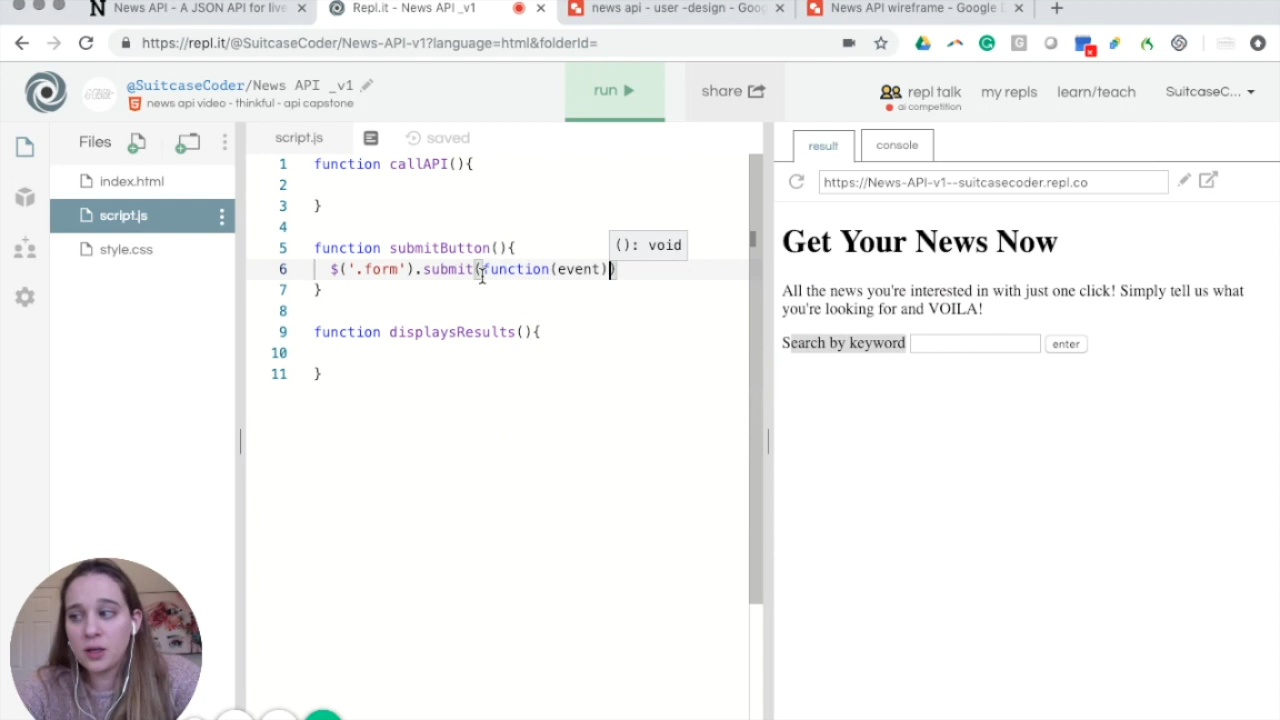 News API - A JSON API for live
Repl.it - News API _v1
news api - user -design - Goog
News API wireframe - Google D
https://repl.it/@SuitcaseCoder/News-API-v1?language=html&folderId=
@SuitcaseCoder/News API _v1
news api video - thinkful - api capstone
run
share
repl talk
ai competition
my repls
learn/teach
SuitcaseC...
Files
index.html
script.js
style.css
script.js
saved
1 function callAPI(){
2
3 }
4
5 function submitButton(){
(): void
6 $('.form').submit(function(event))
7 }
8
9 function displaysResults(){
10
11 }
result
console
https://News-API-v1--suitcasecoder.repl.co
Get Your News Now
All the news you're interested in with just one click! Simply tell us what
you're looking for and VOILA!
Search by keyword
enter